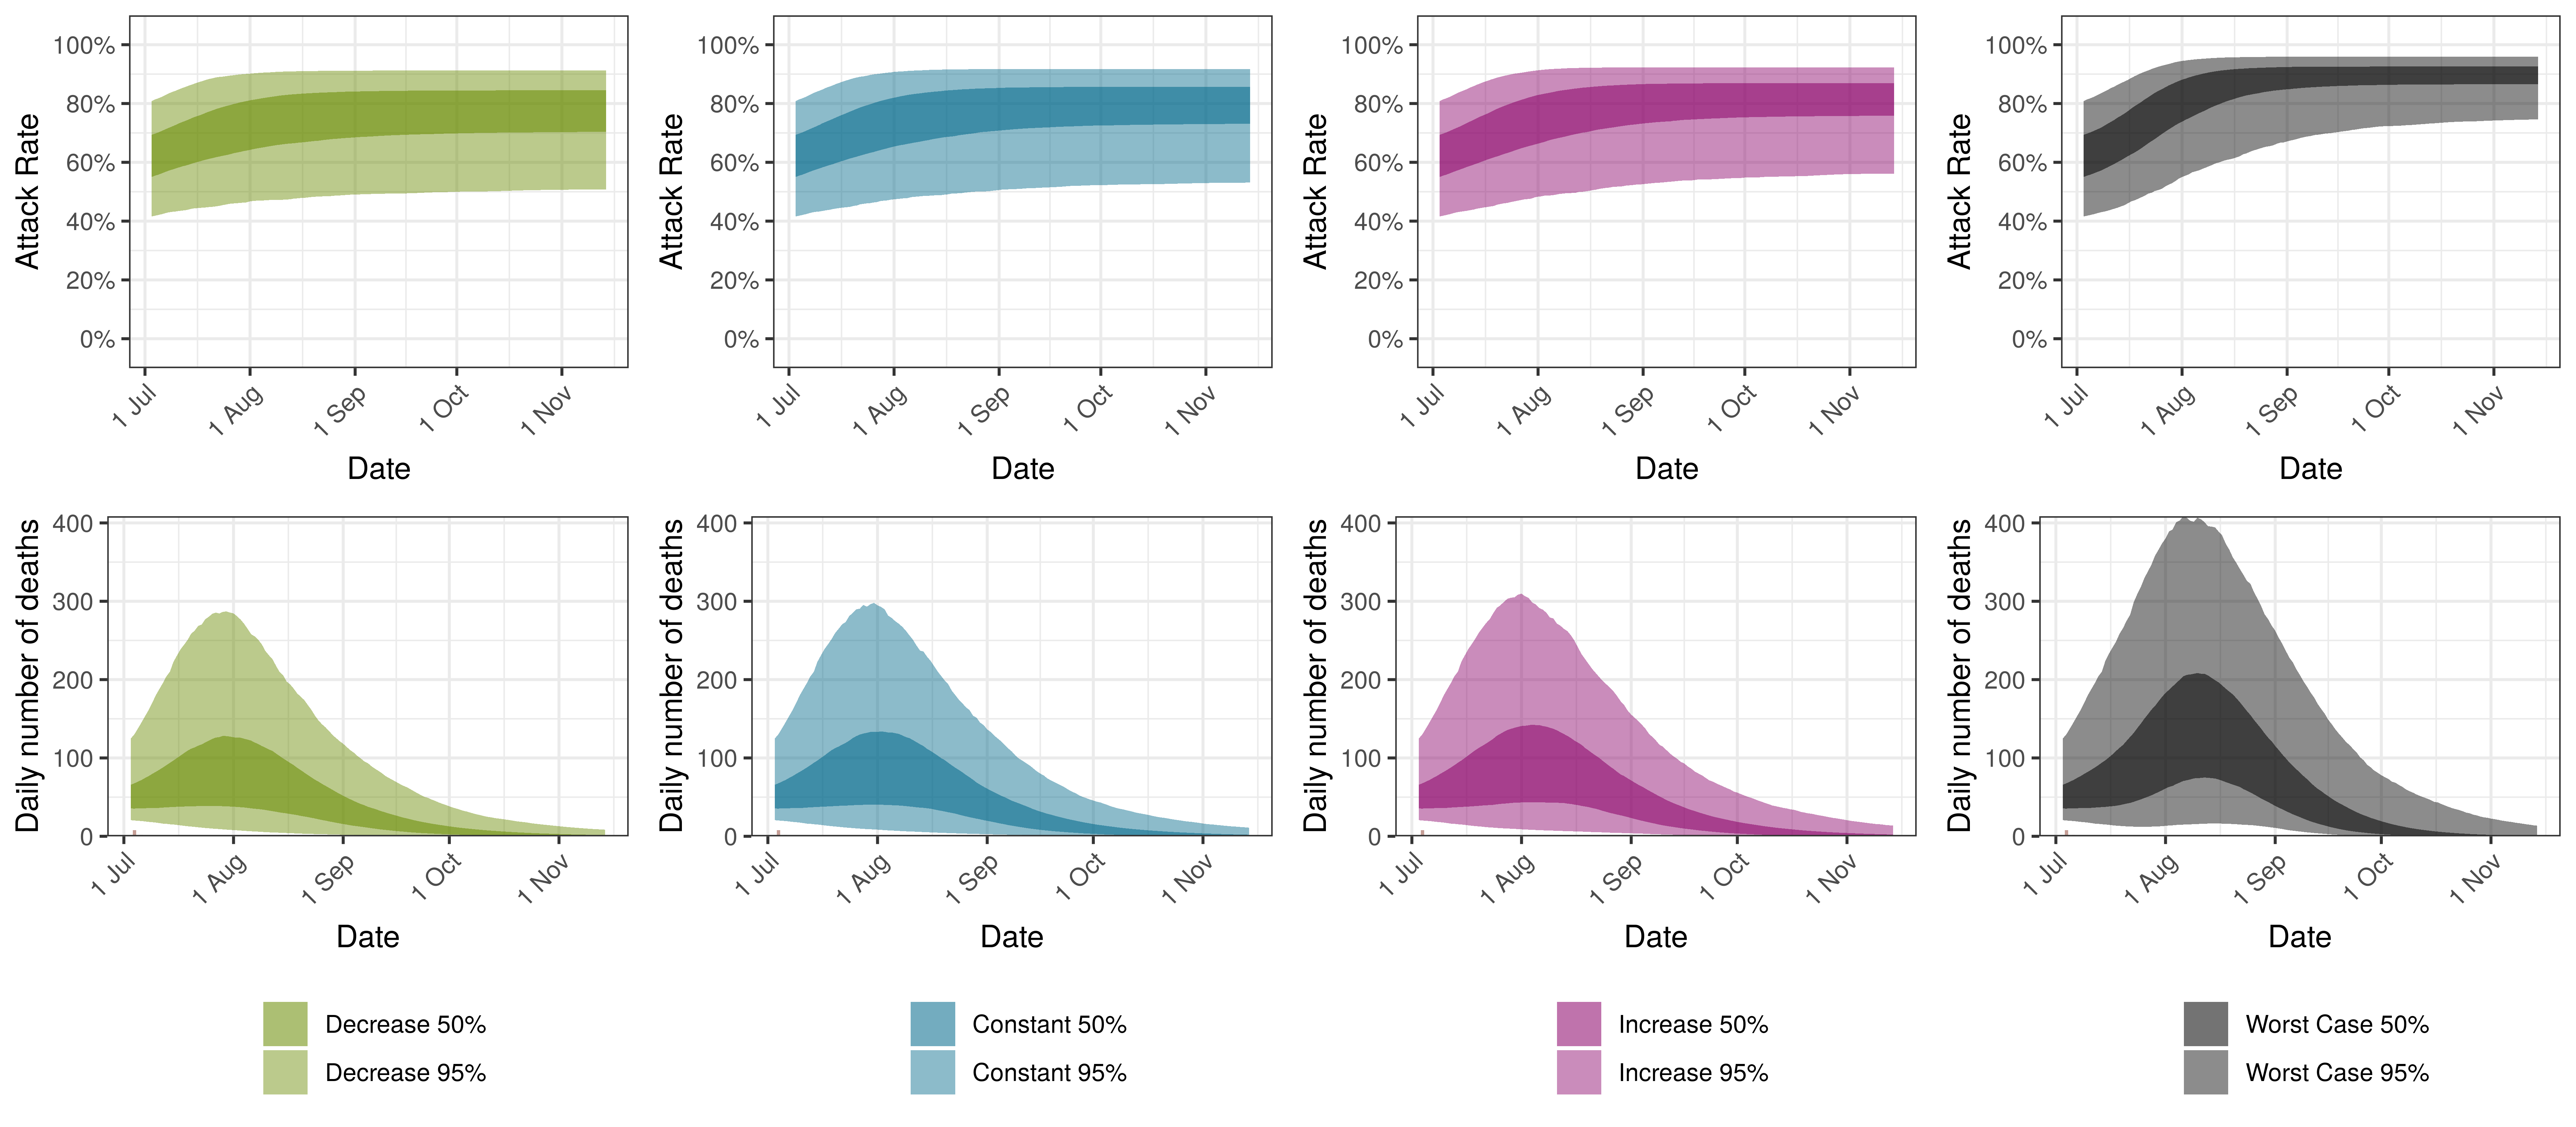 100%
80%
60%
40%
20%
0%
Attack Rate
1 Jul
1 Aug
1 Sep
1 Oct
1 Nov
Date
100%
80%
60%
40%
20%
0%
Attack Rate
1 Jul
1 Aug
1 Sep
1 Oct
1 Nov
Date
100%
80%
60%
40%
20%
0%
Attack Rate
1 Jul
1 Aug
1 Sep
1 Oct
1 Nov
Date
100%
80%
60%
40%
20%
0%
Attack Rate
1 Jul
1 Aug
1 Sep
1 Oct
1 Nov
Date
400
300
200
100
0
Daily number of deaths
1 Jul
1 Aug
1 Sep
1 Oct
1 Nov
Date
400
300
200
100
0
Daily number of deaths
1 Jul
1 Aug
1 Sep
1 Oct
1 Nov
Date
400
300
200
100
0
Daily number of deaths
1 Jul
1 Aug
1 Sep
1 Oct
1 Nov
Date
400
300
200
100
0
Daily number of deaths
1 Jul
1 Aug
1 Sep
1 Oct
1 Nov
Date
Decrease 50%
Decrease 95%
Constant 50%
Constant 95%
Increase 50%
Increase 95%
Worst Case 50%
Worst Case 95%